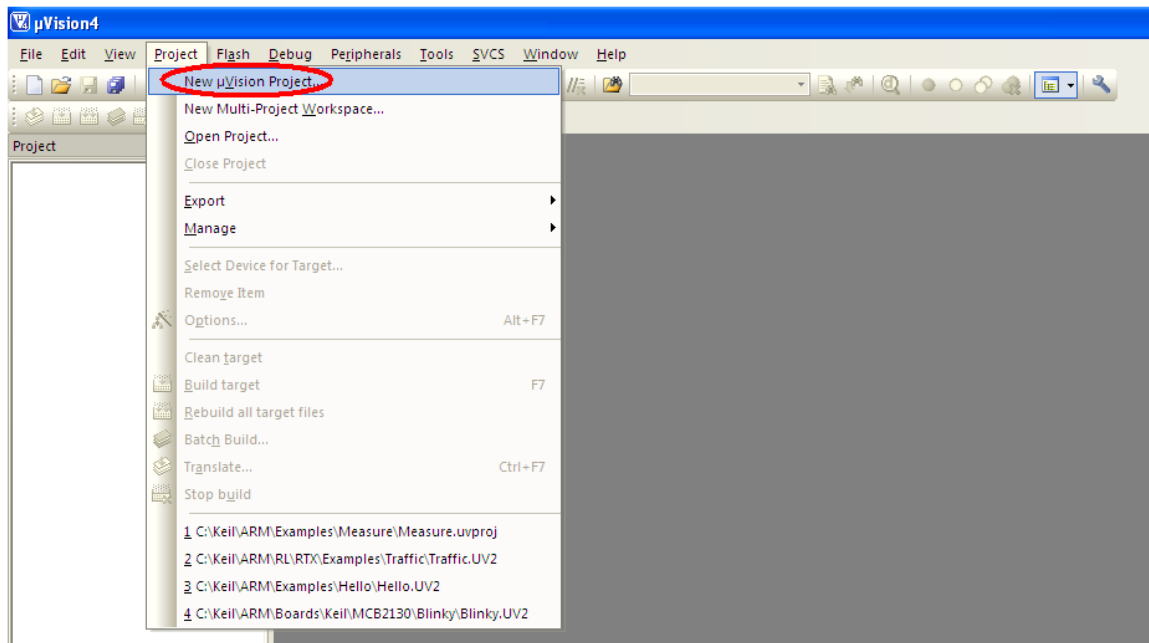 µVision4
File Edit View Project Flash Debug Peripherals Tools SVCS Window Help
New µVision Project...
New Multi-Project Workspace...
Open Project...
Close Project
Project
Export
Manage
Select Device for Target...
Remove Item
Options... Alt+F7
Clean target
Build target F7
Rebuild all target files
Batch Build...
Translate... Ctrl+F7
Stop build
1 C:\Keil\ARM\Examples\Measure\Measure.uvproj
2 C:\Keil\ARM\RL\RTX\Examples\Traffic\Traffic.UV2
3 C:\Keil\ARM\Examples\Hello\Hello.UV2
4 C:\Keil\ARM\Boards\Keil\MCB2130\Blinky\Blinky.UV2